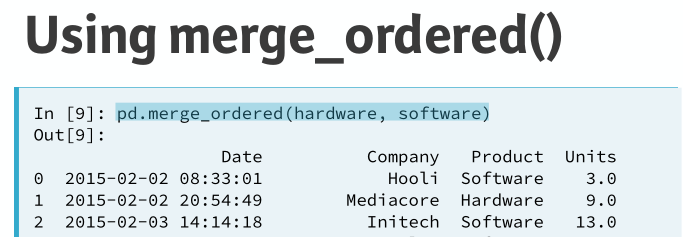 Using merge_ordered()
In [9]: pd.merge_ordered(hardware, software)
Out[9]:
Date Company Product Units
0 2015-02-02 08:33:01 Hooli Software 3.0
1 2015-02-02 20:54:49 Mediacore Hardware 9.0
2 2015-02-03 14:14:18 Initech Software 13.0